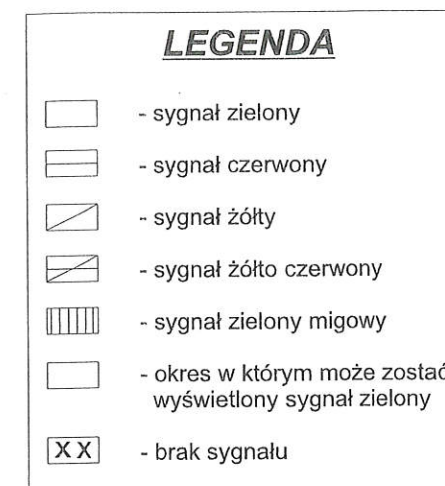 LEGENDA
- sygnał zielony
- sygnał czerwony
- sygnał żółty
- sygnał żółto czerwony
- sygnał zielony migowy
- okres w którym może zostać
wyświetlony sygnał zielony
X X - brak sygnału